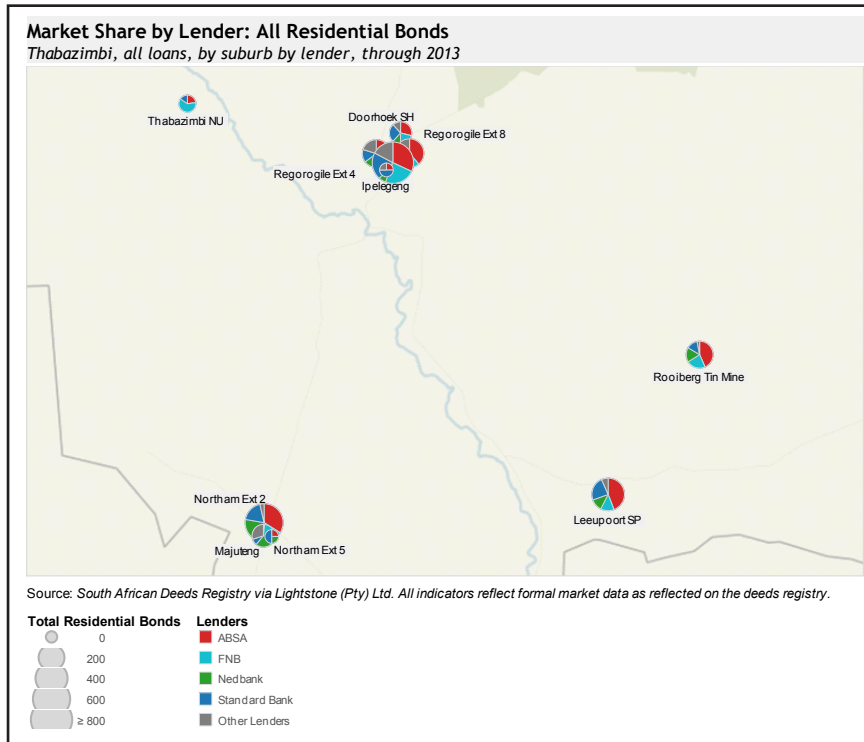 Market Share by Lender: All Residential Bonds
Thabazimbi, all loans, by suburb by lender, through 2013
Thabazimbi NU
Doorhoek SH
Regorogile Ext 8
Regorogile Ext 4
Ipelegeng
Rooiberg Tin Mine
Northam Ext 2
Leeupoort SP
Majuteng
Northam Ext 5
Source: South African Deeds Registry via Lightstone (Pty) Ltd. All indicators reflect formal market data as reflected on the deeds registry.
Total Residential Bonds
0
200
400
600
≥ 800
Lenders
ABSA
FNB
Nedbank
Standard Bank
Other Lenders